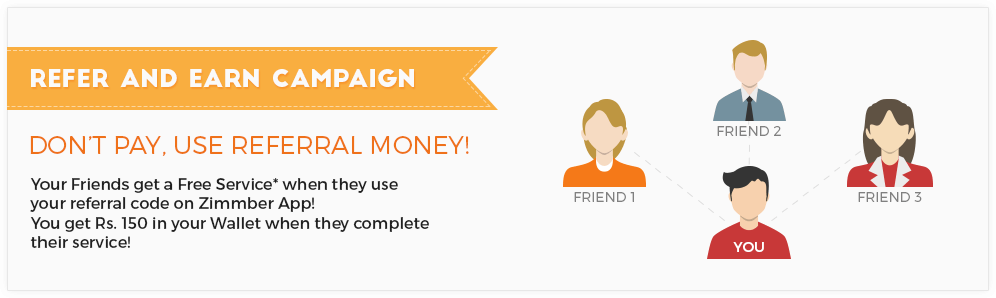 REFER AND EARN CAMPAIGN
DON'T PAY, USE REFERRAL MONEY!
Your Friends get a Free Service* when they use
your referral code on Zimmber App!
You get Rs. 150 in your Wallet when they complete
their service!
FRIEND 2
FRIEND 1
FRIEND 3
YOU